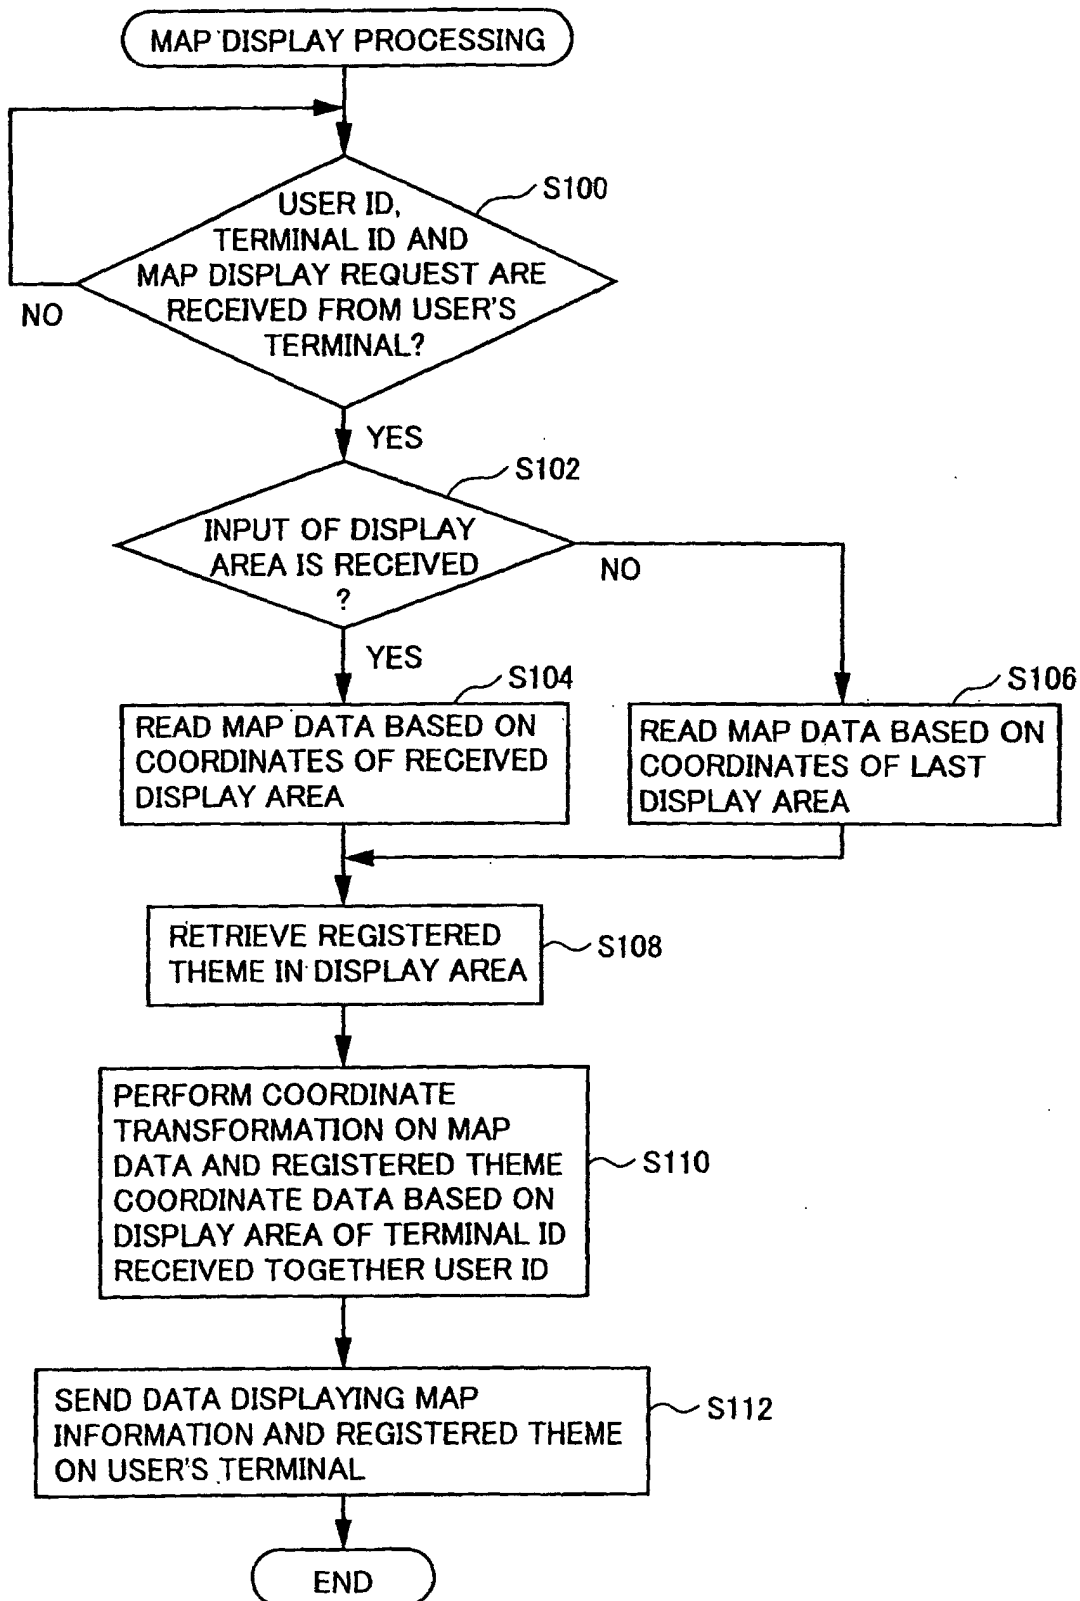 MAP DISPLAY PROCESSING
S100
USER ID,
TERMINAL ID AND
MAP DISPLAY REQUEST ARE
RECEIVED FROM USER'S
TERMINAL?
NO
YES
S102
INPUT OF DISPLAY
AREA IS RECEIVED
?
NO
YES
S104
READ MAP DATA BASED ON
COORDINATES OF RECEIVED
DISPLAY AREA
S106
READ MAP DATA BASED ON
COORDINATES OF LAST
DISPLAY AREA
RETRIEVE REGISTERED
THEME IN DISPLAY AREA
S108
PERFORM COORDINATE
TRANSFORMATION ON MAP
DATA AND REGISTERED THEME
COORDINATE DATA BASED ON
DISPLAY AREA OF TERMINAL ID
RECEIVED TOGETHER USER ID
S110
SEND DATA DISPLAYING MAP
INFORMATION AND REGISTERED THEME
ON USER'S TERMINAL
S112
END